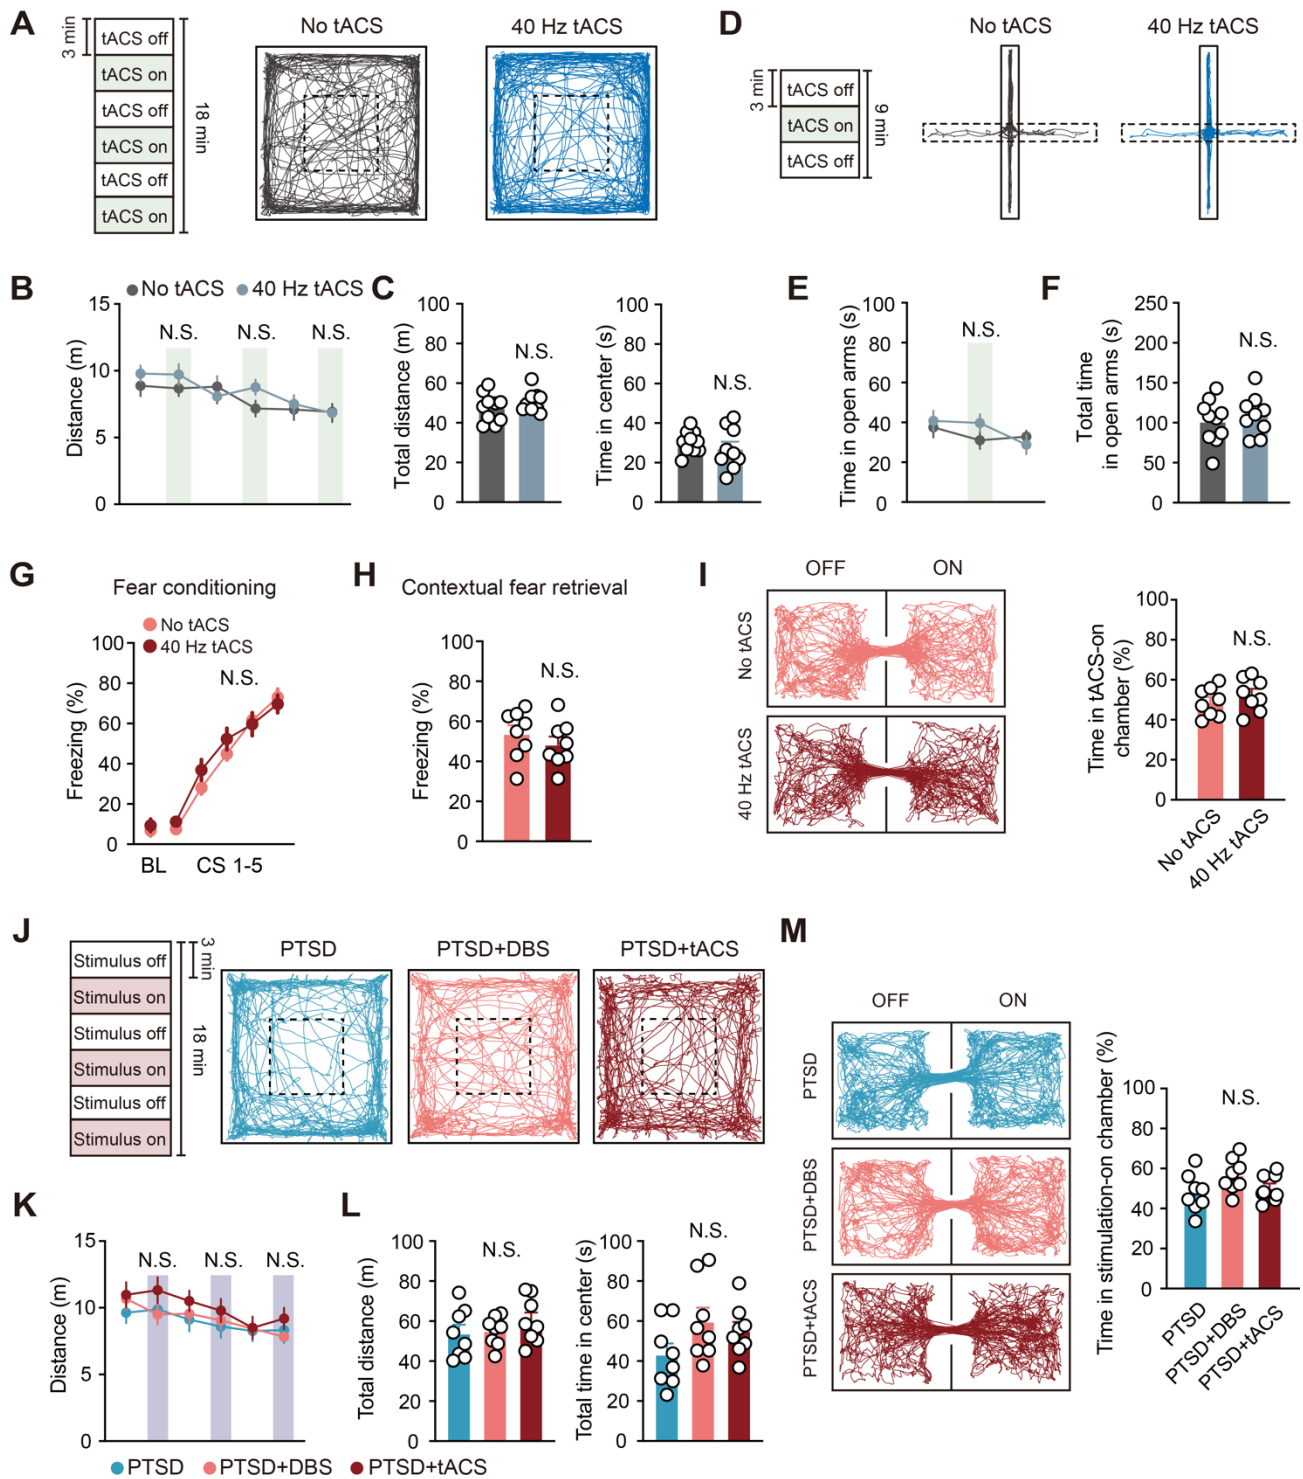 A
3 min
tACS off
tACS on
tACS off
tACS on
tACS off
tACS on
18 min
No tACS
40 Hz tACS
D
3 min
tACS off
tACS on
tACS off
9 min
No tACS
40 Hz tACS
B
No tACS
40 Hz tACS
Distance (m)
15
10
5
0
N.S.
N.S.
N.S.
C
Total distance (m)
100
80
60
40
20
0
N.S.
Time in center (s)
100
80
60
40
20
0
N.S.
E
Time in open arms (s)
100
80
60
40
20
0
N.S.
F
Total time
in open arms (s)
250
200
150
100
50
0
N.S.
G
Fear conditioning
No tACS
40 Hz tACS
Freezing (%)
100
80
60
40
20
0
N.S.
BL
CS 1-5
H
Contextual fear retrieval
Freezing (%)
100
80
60
40
20
0
N.S.
I
OFF
ON
No tACS
40 Hz tACS
Time in tACS-on
chamber (%)
100
80
60
40
20
0
N.S.
No tACS
40 Hz tACS
J
Stimulus off
Stimulus on
Stimulus off
Stimulus on
Stimulus off
Stimulus on
3 min
18 min
PTSD
PTSD+DBS
PTSD+tACS
K
Distance (m)
15
10
5
0
N.S.
N.S.
N.S.
L
Total distance (m)
100
80
60
40
20
0
N.S.
Total time in center (s)
100
80
60
40
20
0
N.S.
PTSD
PTSD+DBS
PTSD+tACS
M
OFF
ON
PTSD
PTSD+DBS
PTSD+tACS
Time in stimulation-on chamber (%)
100
80
60
40
20
0
N.S.
PTSD
PTSD+DBS
PTSD+tACS